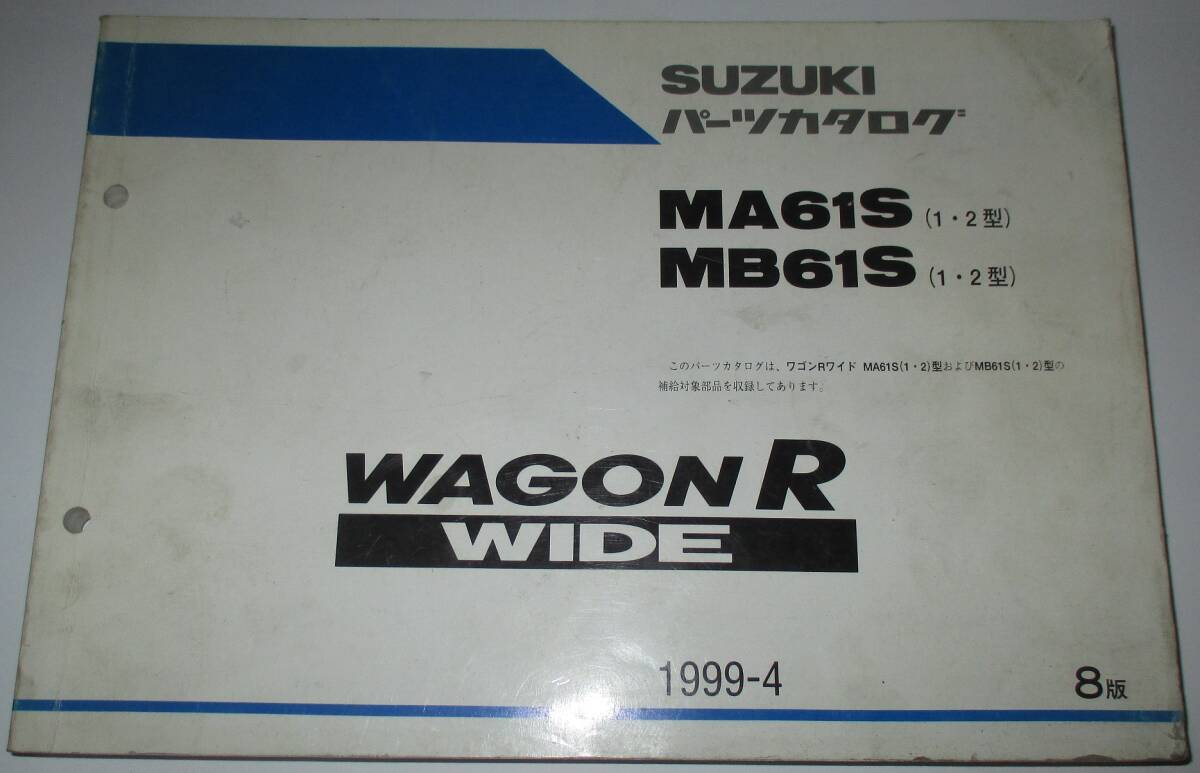 SUZUKI
パーツカタログ
MA61S (1・2型)
MB61S (1・2型)
このパーツカタログは、ワゴンRワイド MA61S(1・2)型およびMB61S(1・2)型の
補給対象部品を収録してあります。
WAGON R
WIDE
1999-4
8版